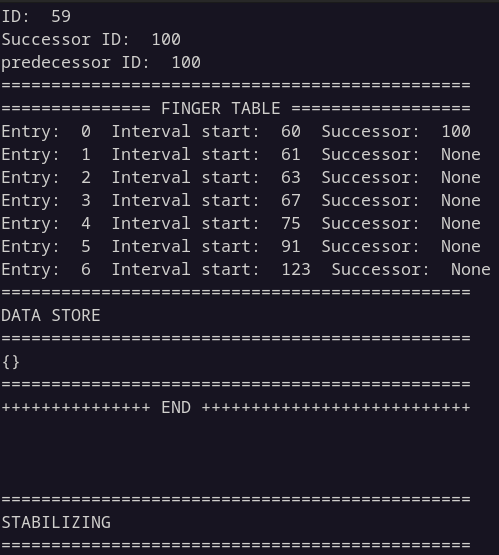 ID:  59
Successor ID:  100
predecessor ID:  100
===============================================
=============== FINGER TABLE ==================
Entry:  0  Interval start:  60  Successor:  100
Entry:  1  Interval start:  61  Successor:  None
Entry:  2  Interval start:  63  Successor:  None
Entry:  3  Interval start:  67  Successor:  None
Entry:  4  Interval start:  75  Successor:  None
Entry:  5  Interval start:  91  Successor:  None
Entry:  6  Interval start:  123  Successor:  None
===============================================
DATA STORE
===============================================
{}
===============================================
+++++++++++++++ END +++++++++++++++++++++++++++
===============================================
STABILIZING
===============================================